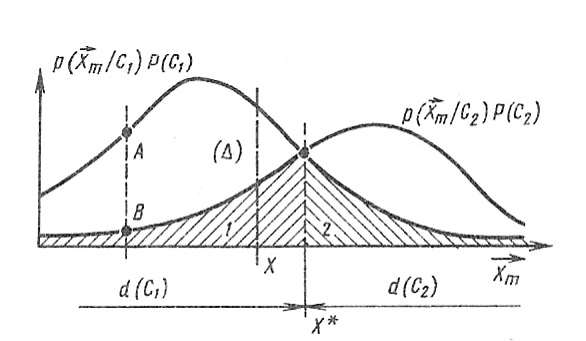 p(X⃗m/C1) P(C1)
p(X⃗m/C2)P(C2)
A
(Δ)
B
1
2
X
X⃗m
d(C1)
d(C2)
X*